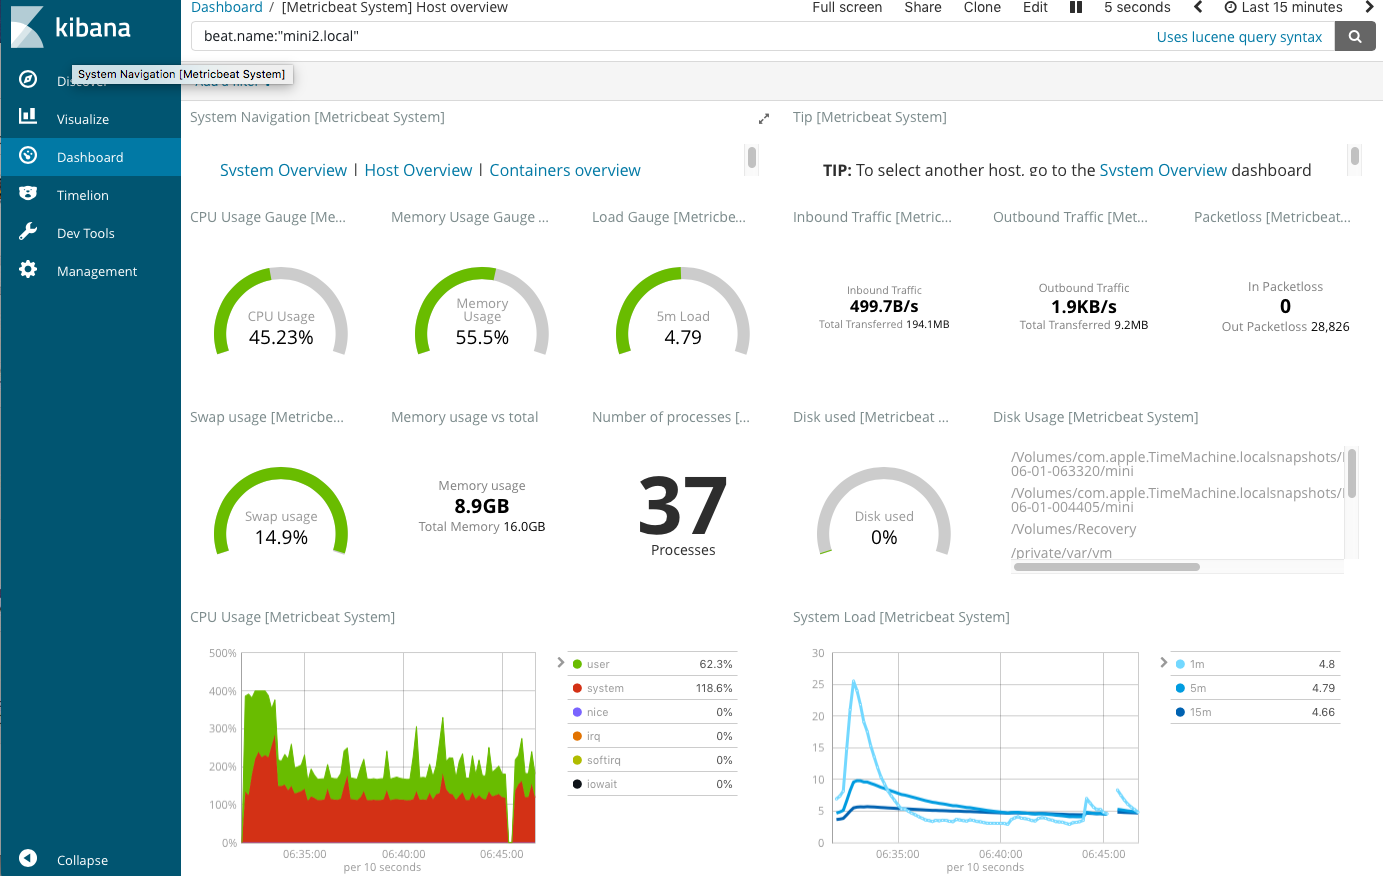 Dashboard / [Metricbeat System] Host overview
Full screen Share Clone Edit 5 seconds Last 15 minutes
kibana
beat.name:"mini2.local"
Uses lucene query syntax
System Navigation [Metricbeat System]
Discover
Visualize
Dashboard
Timelion
Dev Tools
Management
Collapse
System Navigation [Metricbeat System]
Tip [Metricbeat System]
System Overview | Host Overview | Containers overview
TIP: To select another host, go to the System Overview dashboard
CPU Usage Gauge [Me...
Memory Usage Gauge ...
Load Gauge [Metricbe...
Inbound Traffic [Metric...
Outbound Traffic [Met...
Packetloss [Metricbeat...
CPU Usage
45.23%
Memory
Usage
55.5%
5m Load
4.79
Inbound Traffic
499.7B/s
Total Transferred 194.1MB
Outbound Traffic
1.9KB/s
Total Transferred 9.2MB
In Packetloss
0
Out Packetloss 28,826
Swap usage [Metricbe...
Memory usage vs total
Number of processes [...
Disk used [Metricbeat ...
Disk Usage [Metricbeat System]
Swap usage
14.9%
Memory usage
8.9GB
Total Memory 16.0GB
37
Processes
Disk used
0%
/Volumes/com.apple.TimeMachine.localsnapshots/
06-01-063320/mini
/Volumes/com.apple.TimeMachine.localsnapshots/
06-01-004405/mini
/Volumes/Recovery
/private/var/vm
CPU Usage [Metricbeat System]
500%
400%
300%
200%
100%
0%
06:35:00 06:40:00 06:45:00
per 10 seconds
user 62.3%
system 118.6%
nice 0%
irq 0%
softirq 0%
iowait 0%
System Load [Metricbeat System]
30
25
20
15
10
5
0
06:35:00 06:40:00 06:45:00
per 10 seconds
1m 4.8
5m 4.79
15m 4.66